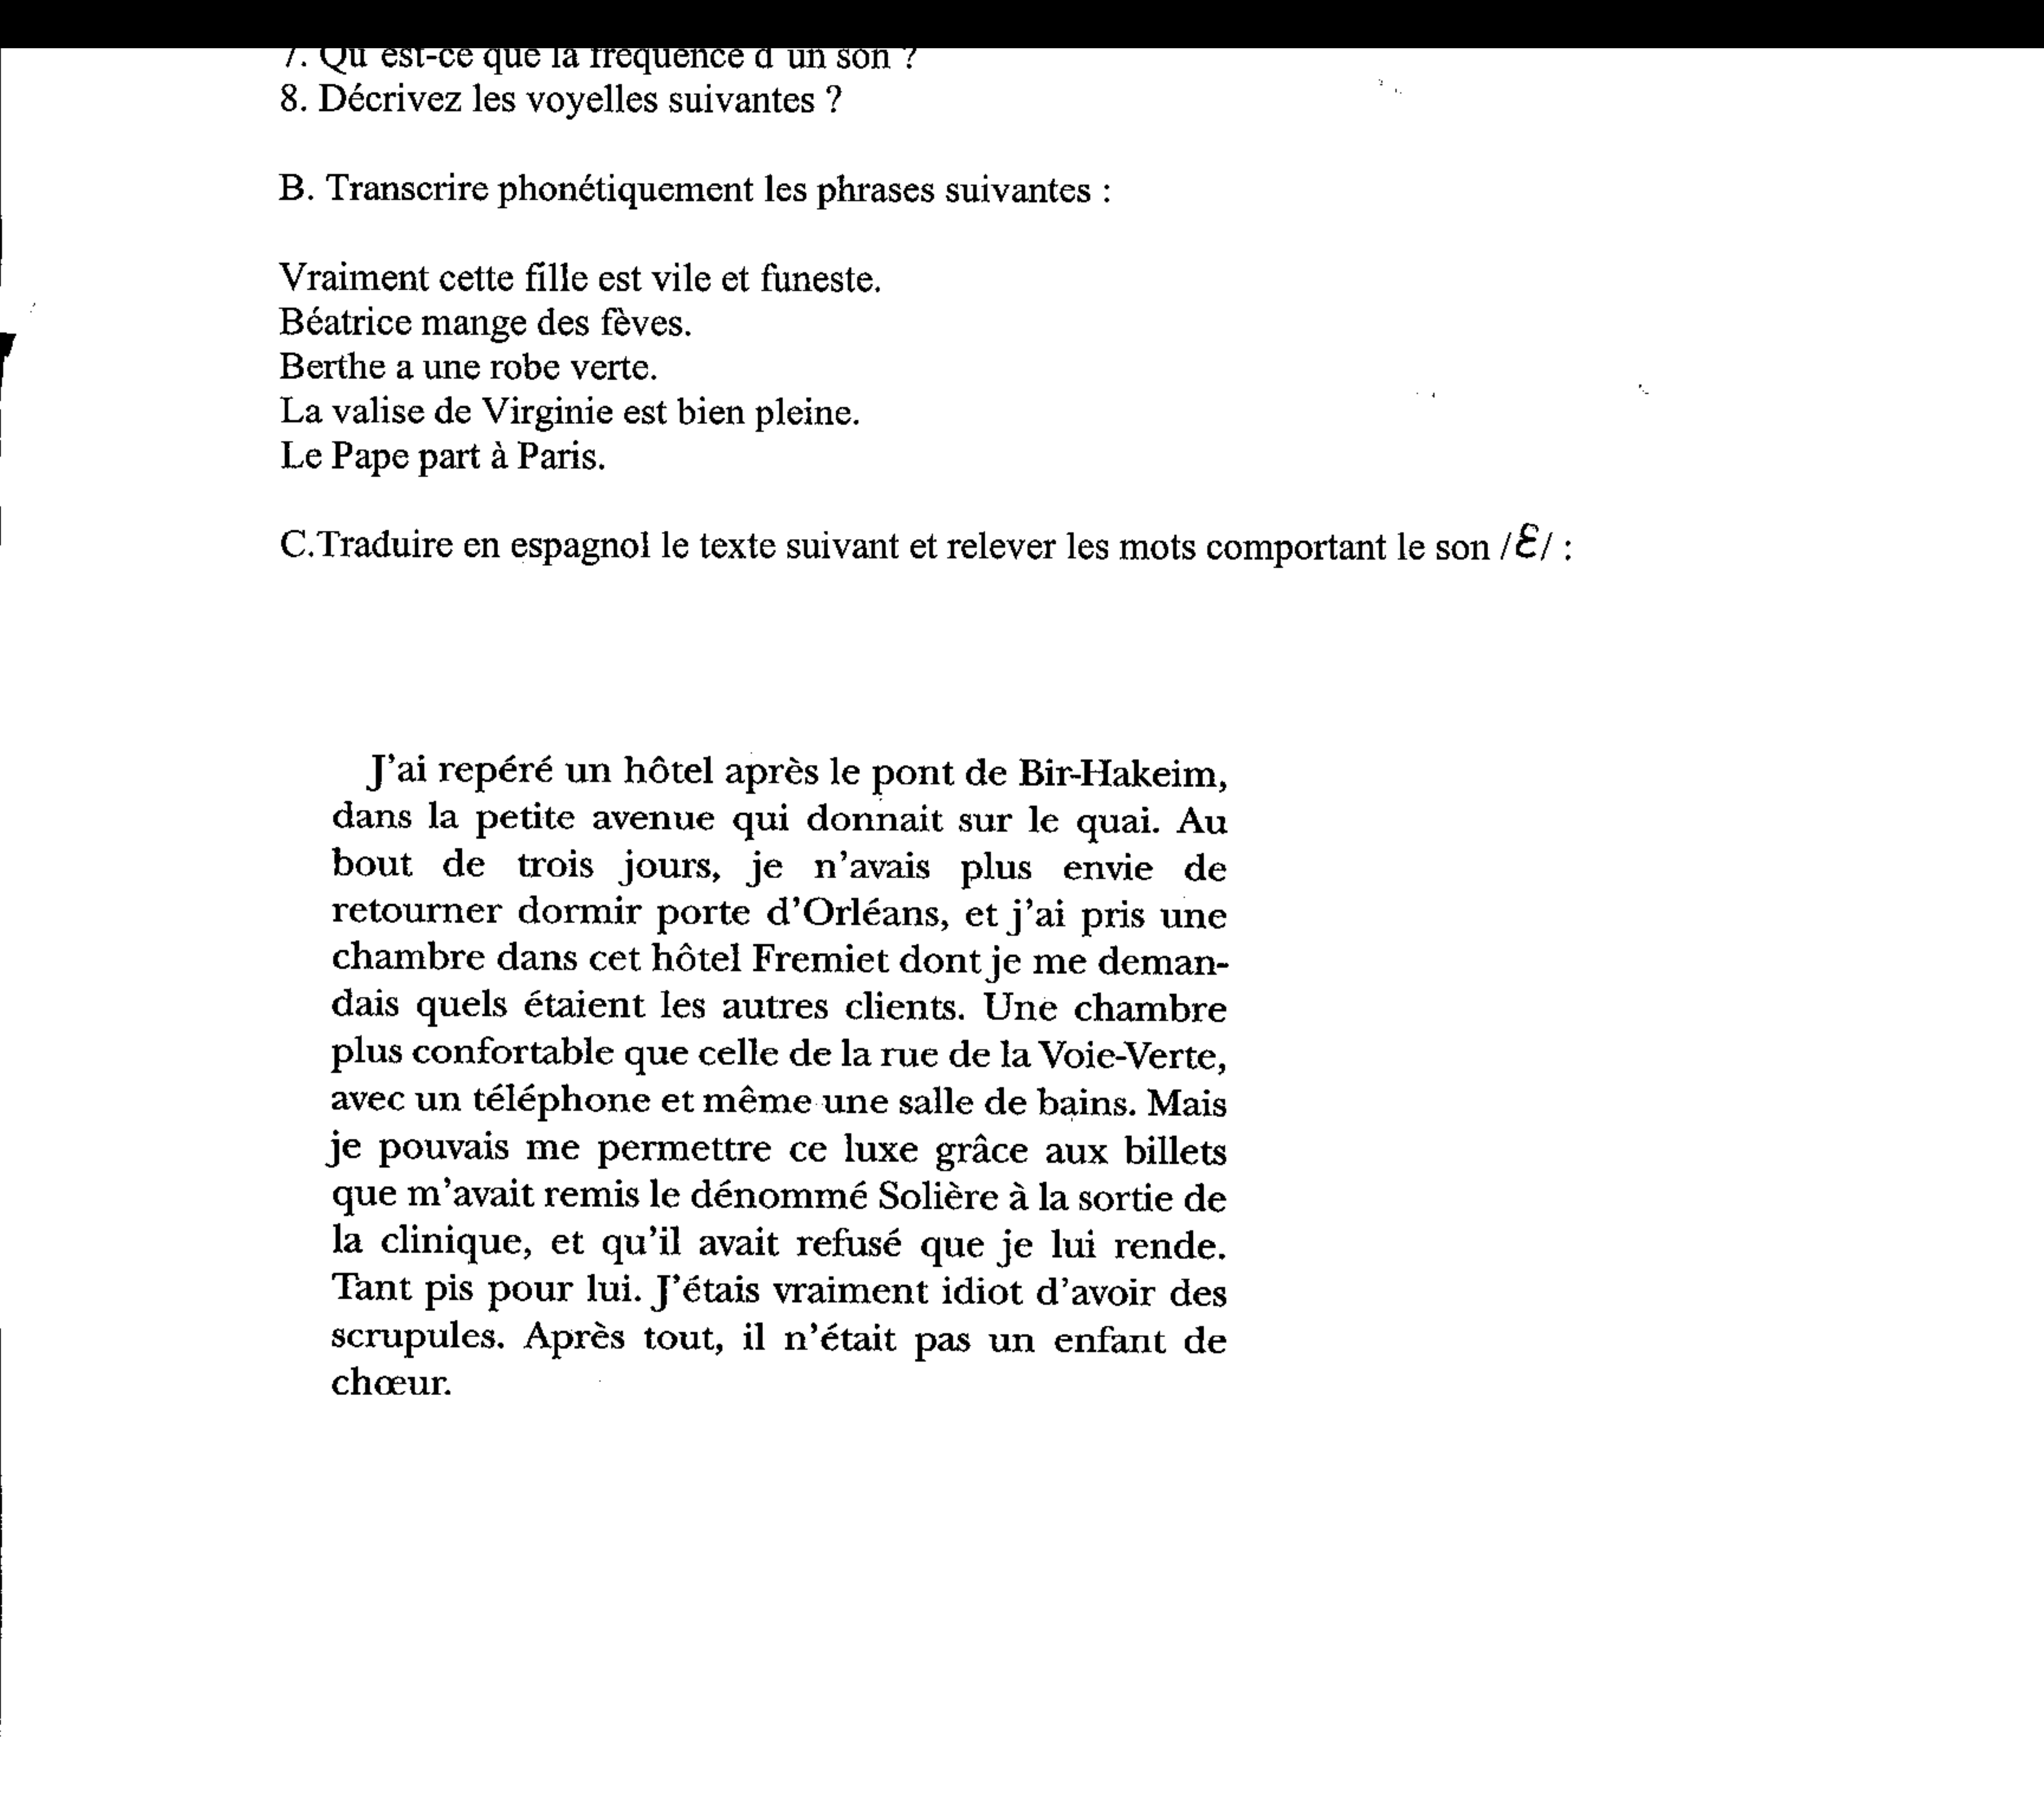 7. Qu'est-ce que la fréquence d'un son ?
8. Décrivez les voyelles suivantes ?
B. Transcrire phonétiquement les phrases suivantes :
Vraiment cette fille est vile et funeste.
Béatrice mange des fèves.
Berthe a une robe verte.
La valise de Virginie est bien pleine.
Le Pape part à Paris.
C.Traduire en espagnol le texte suivant et relever les mots comportant le son /ɛ/ :
J'ai repéré un hôtel après le pont de Bir-Hakeim,
dans la petite avenue qui donnait sur le quai. Au
bout de trois jours, je n'avais plus envie de
retourner dormir porte d'Orléans, et j'ai pris une
chambre dans cet hôtel Fremiet dont je me deman-
dais quels étaient les autres clients. Une chambre
plus confortable que celle de la rue de la Voie-Verte,
avec un téléphone et même une salle de bains. Mais
je pouvais me permettre ce luxe grâce aux billets
que m'avait remis le dénommé Solière à la sortie de
la clinique, et qu'il avait refusé que je lui rende.
Tant pis pour lui. J'étais vraiment idiot d'avoir des
scrupules. Après tout, il n'était pas un enfant de
chœur.